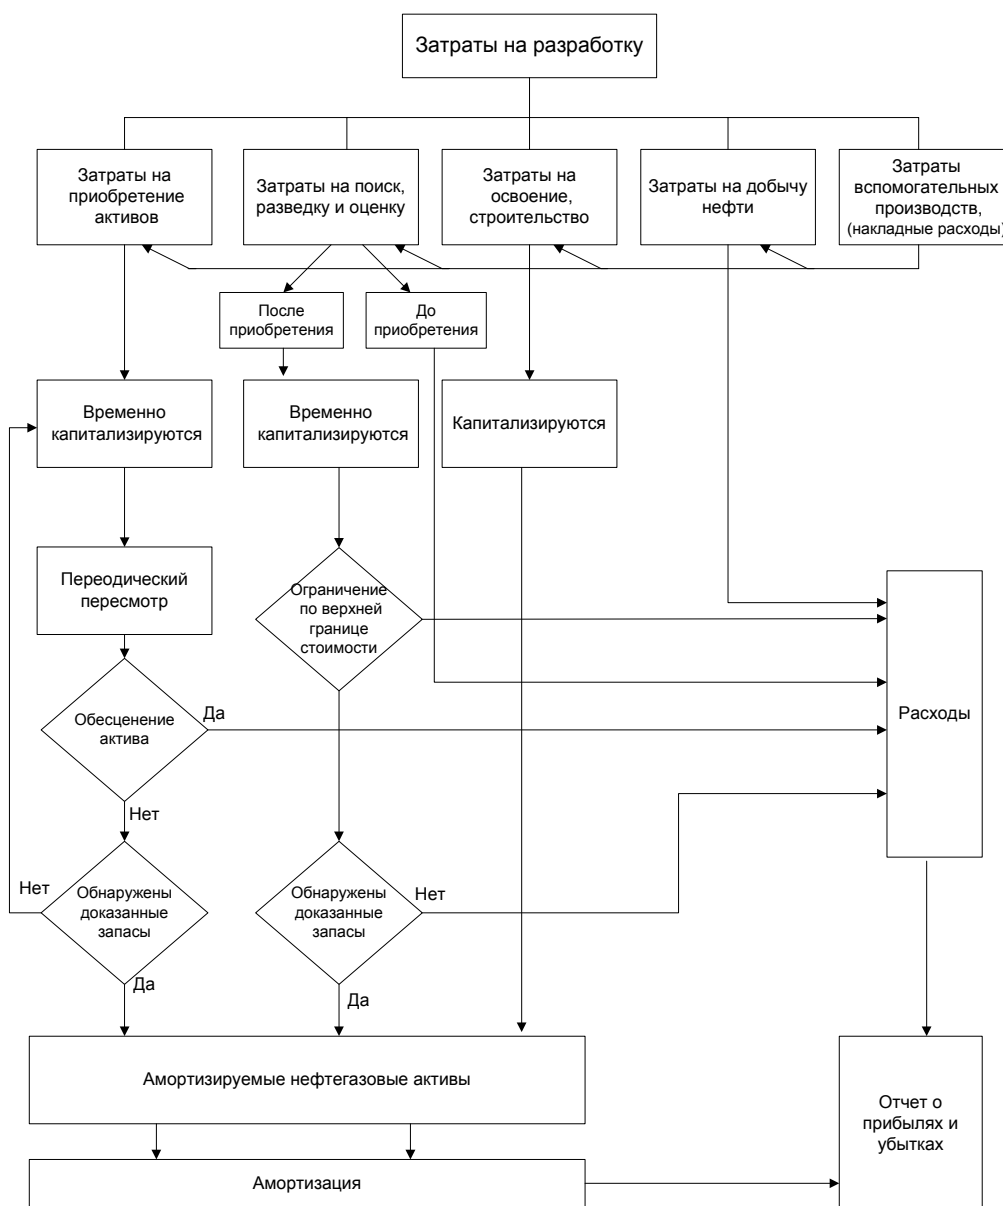 Затраты на разработку
Затраты на
приобретение
активов
Затраты на поиск,
разведку и оценку
Затраты на
освоение,
строительство
Затраты на добычу
нефти
Затраты
вспомогательных
производств,
(накладные расходы)
После
приобретения
До
приобретения
Временно
капитализируются
Временно
капитализируются
Капитализируются
Переодический
пересмотр
Ограничение
по верхней
границе
стоимости
Обесценение
актива
Да
Расходы
Нет
Нет
Обнаружены
доказанные
запасы
Обнаружены
доказанные
запасы
Нет
Да
Да
Амортизируемые нефтегазовые активы
Отчет о
прибылях и
убытках
Амортизация